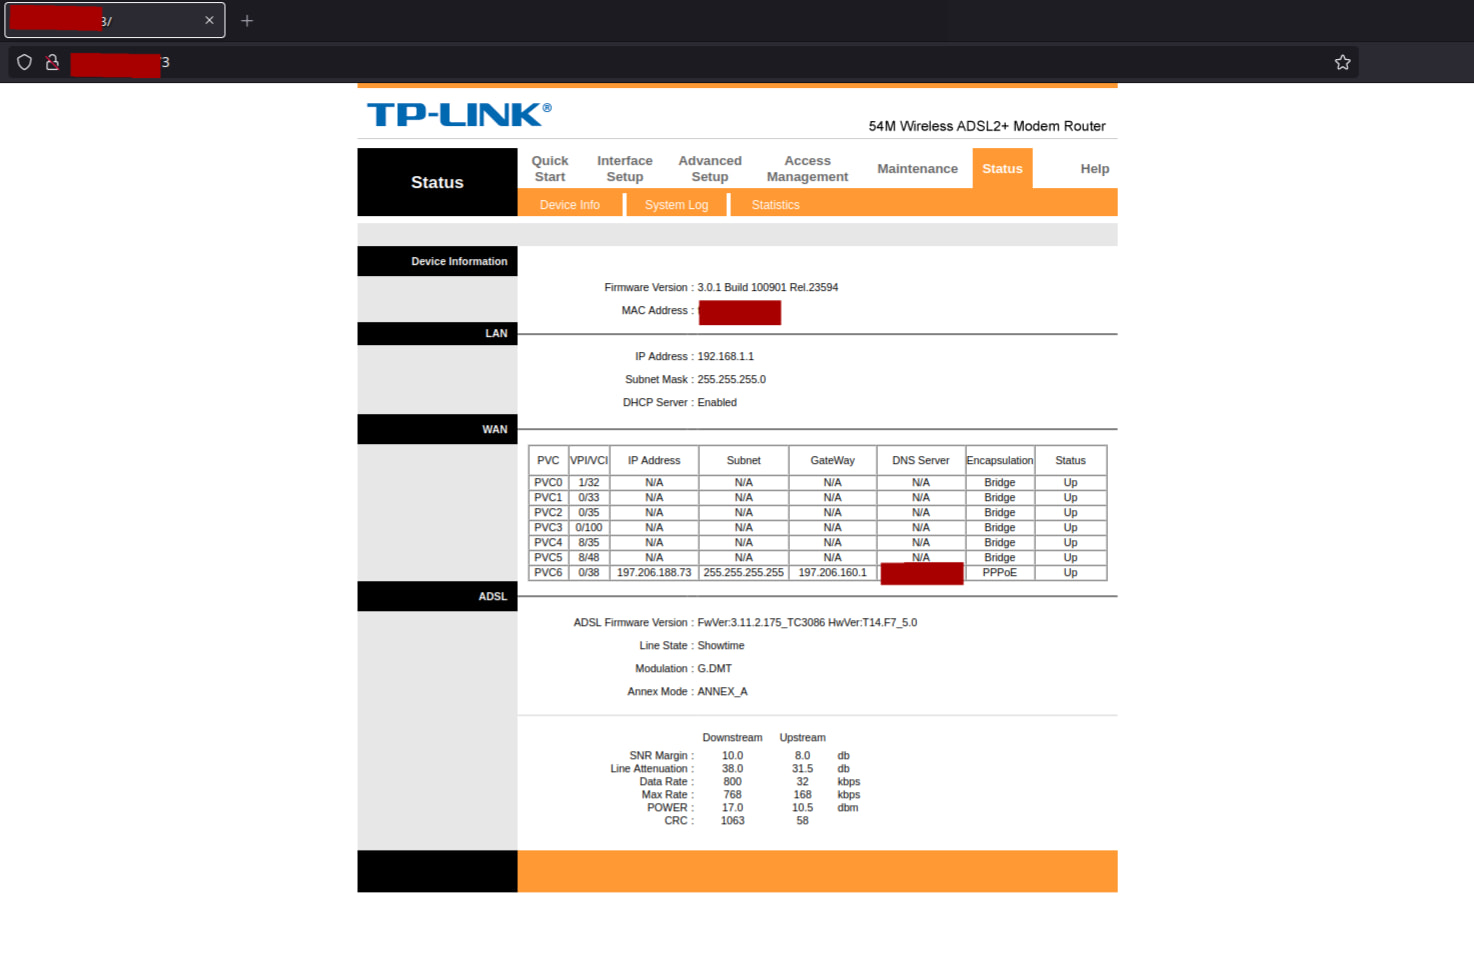 3/
3
TP-LINK®
54M Wireless ADSL2+ Modem Router
Status
Quick Start
Interface Setup
Advanced Setup
Access Management
Maintenance
Status
Help
Device Info
System Log
Statistics
Device Information
Firmware Version : 3.0.1 Build 100901 Rel.23594
MAC Address :
LAN
IP Address : 192.168.1.1
Subnet Mask : 255.255.255.0
DHCP Server : Enabled
WAN
PVC VPI/VCI IP Address Subnet GateWay DNS Server Encapsulation Status
PVC0 1/32 N/A N/A N/A N/A Bridge Up
PVC1 0/33 N/A N/A N/A N/A Bridge Up
PVC2 0/35 N/A N/A N/A N/A Bridge Up
PVC3 0/100 N/A N/A N/A N/A Bridge Up
PVC4 8/35 N/A N/A N/A N/A Bridge Up
PVC5 8/48 N/A N/A N/A N/A Bridge Up
PVC6 0/38 197.206.188.73 255.255.255.255 197.206.160.1 PPPoE Up
ADSL
ADSL Firmware Version : FwVer:3.11.2.175_TC3086 HwVer:T14.F7_5.0
Line State : Showtime
Modulation : G.DMT
Annex Mode : ANNEX_A
Downstream Upstream
SNR Margin : 10.0 8.0 db
Line Attenuation : 38.0 31.5 db
Data Rate : 800 32 kbps
Max Rate : 768 168 kbps
POWER : 17.0 10.5 dbm
CRC : 1063 58